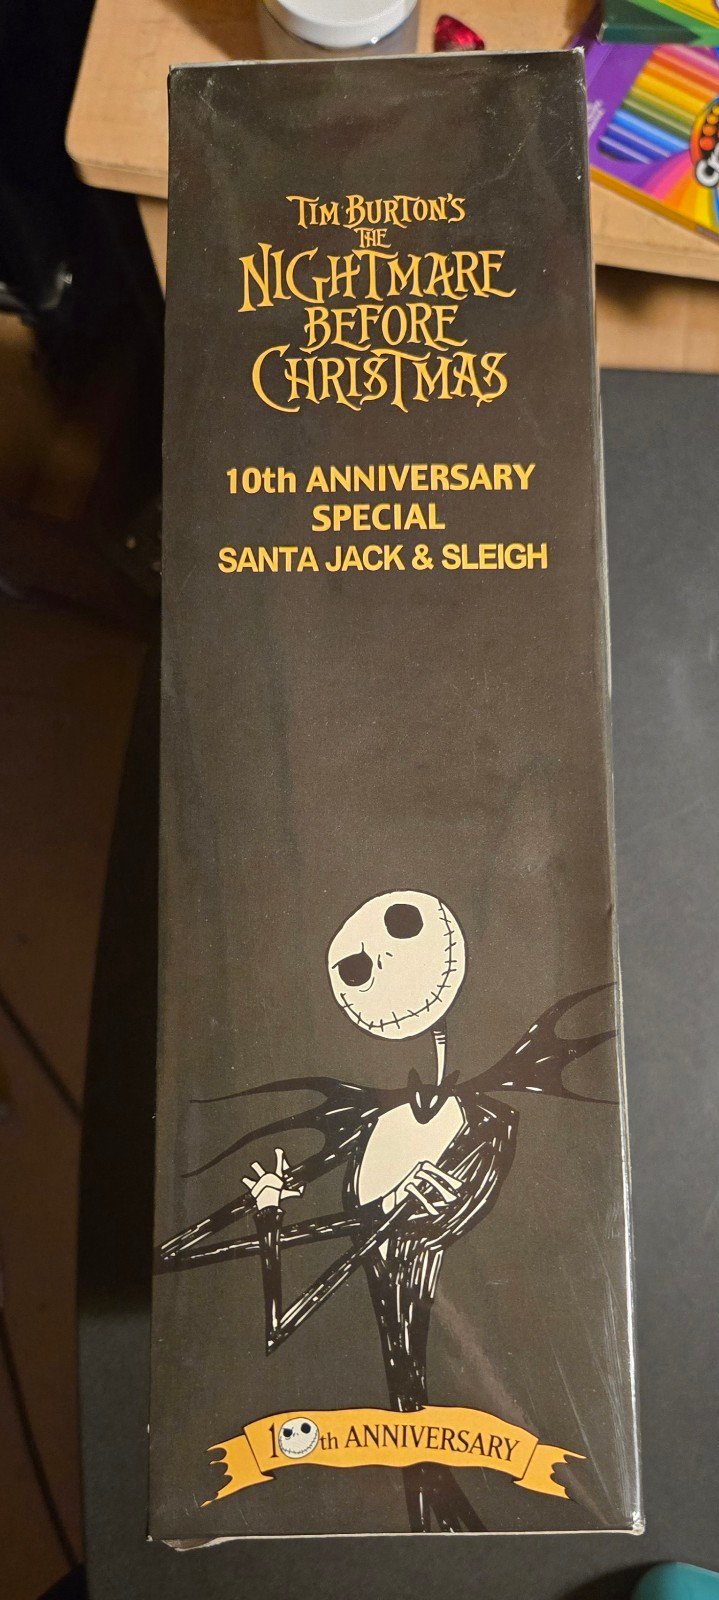 TIM BURTON'S
THE
NIGHTMARE
BEFORE
CHRISTMAS
10th ANNIVERSARY
SPECIAL
SANTA JACK & SLEIGH
10th ANNIVERSARY